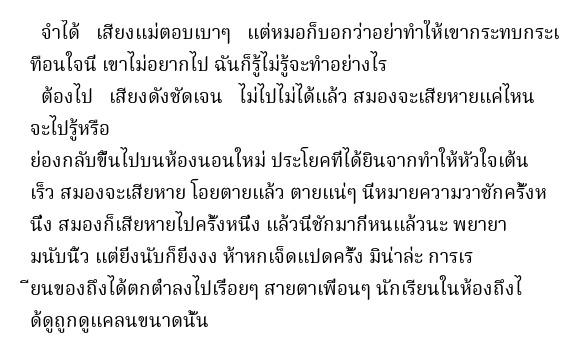 จำได้ เสียงแม่ตอบเบาๆ แต่หมอก็บอกว่าอย่าทำให้เขากระทบกระเ
ทือนใจนี่ เขาไม่อยากไป ฉันก็รู้ไม่รู้จะทำอย่างไร
ต้องไป เสียงดังชัดเจน ไม่ไปไม่ได้แล้ว สมองจะเสียหายแค่ไหน
จะไปรู้หรือ
ย่องกลับขึ้นไปบนห้องนอนใหม่ ประโยคที่ได้ยินจากทำให้หัวใจเต้น
เร็ว สมองจะเสียหาย โอยตายแล้ว ตายแน่ๆ นี่หมายความวาชักครั้งห
นึ่ง สมองก็เสียหายไปครั้งหนึ่ง แล้วนี่ชักมากี่หนแล้วนะ พยายา
มนับนิ้ว แต่ยิ่งนับก็ยิ่งงง ห้าหกเจ็ดแปดครั้ง มิน่าล่ะ การเร
ียนของถึงได้ตกต่ำลงไปเรื่อยๆ สายตาเพื่อนๆ นักเรียนในห้องถึงไ
ด้ดูถูกดูแคลนขนาดนั้น